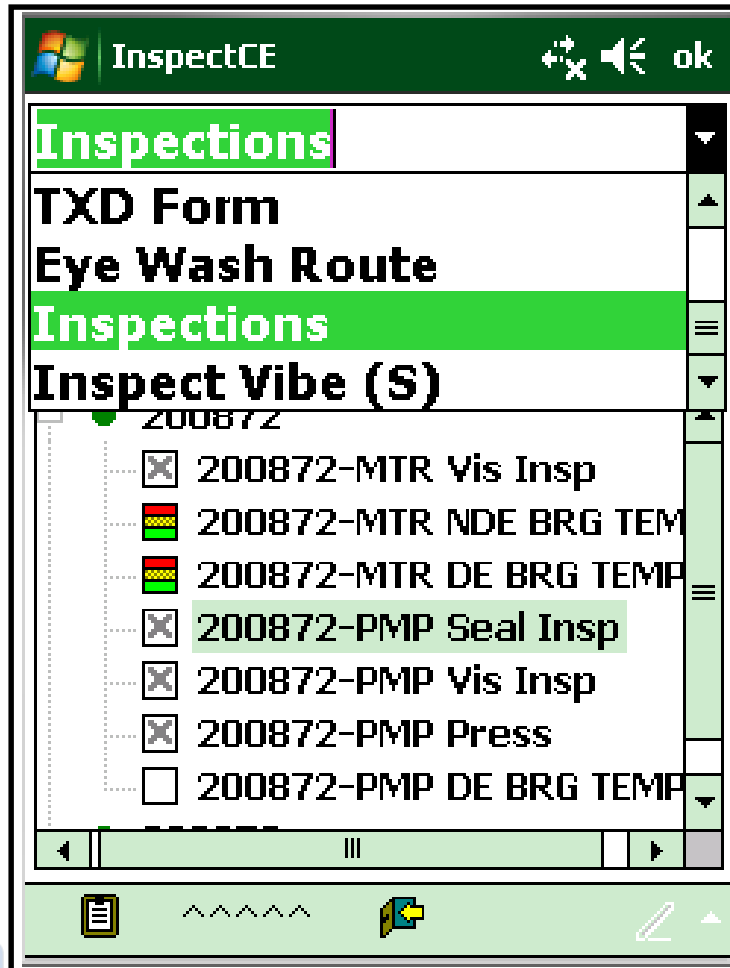 InspectCE ok
Inspections
TXD Form
Eye Wash Route
Inspections
Inspect Vibe (S)
200872
200872-MTR Vis Insp
200872-MTR NDE BRG TEM
200872-MTR DE BRG TEMP
200872-PMP Seal Insp
200872-PMP Vis Insp
200872-PMP Press
200872-PMP DE BRG TEMP
^^^^^